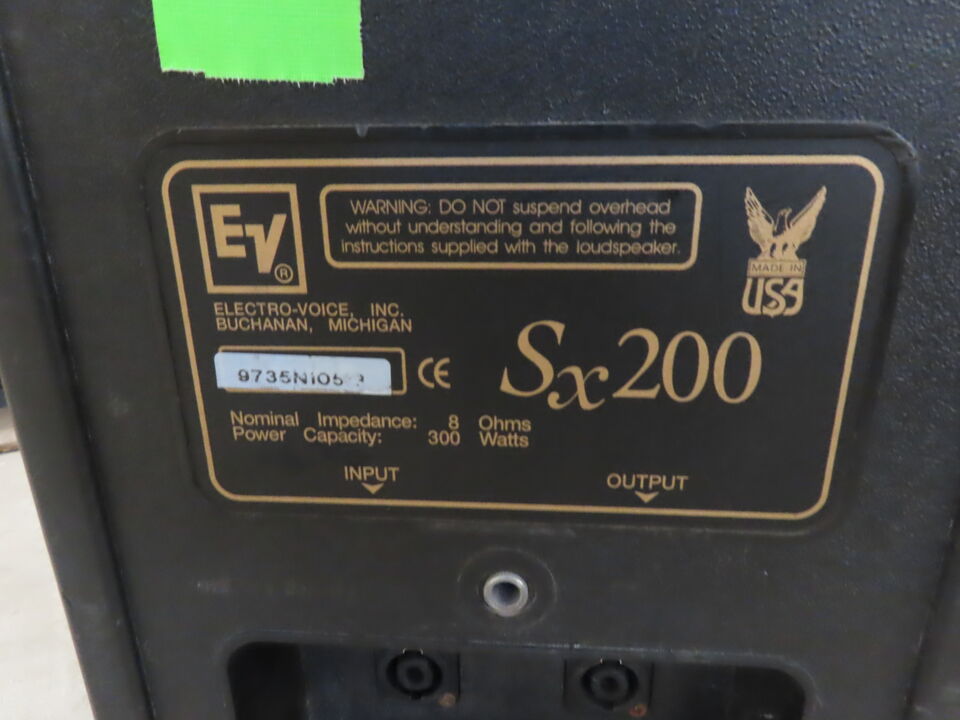 EV®
WARNING: DO NOT suspend overhead
without understanding and following the
instructions supplied with the loudspeaker.
MADE IN
USA
ELECTRO-VOICE, INC.
BUCHANAN, MICHIGAN
CE
Sx200
Nominal Impedance: 8 Ohms
Power Capacity: 300 Watts
INPUT
OUTPUT